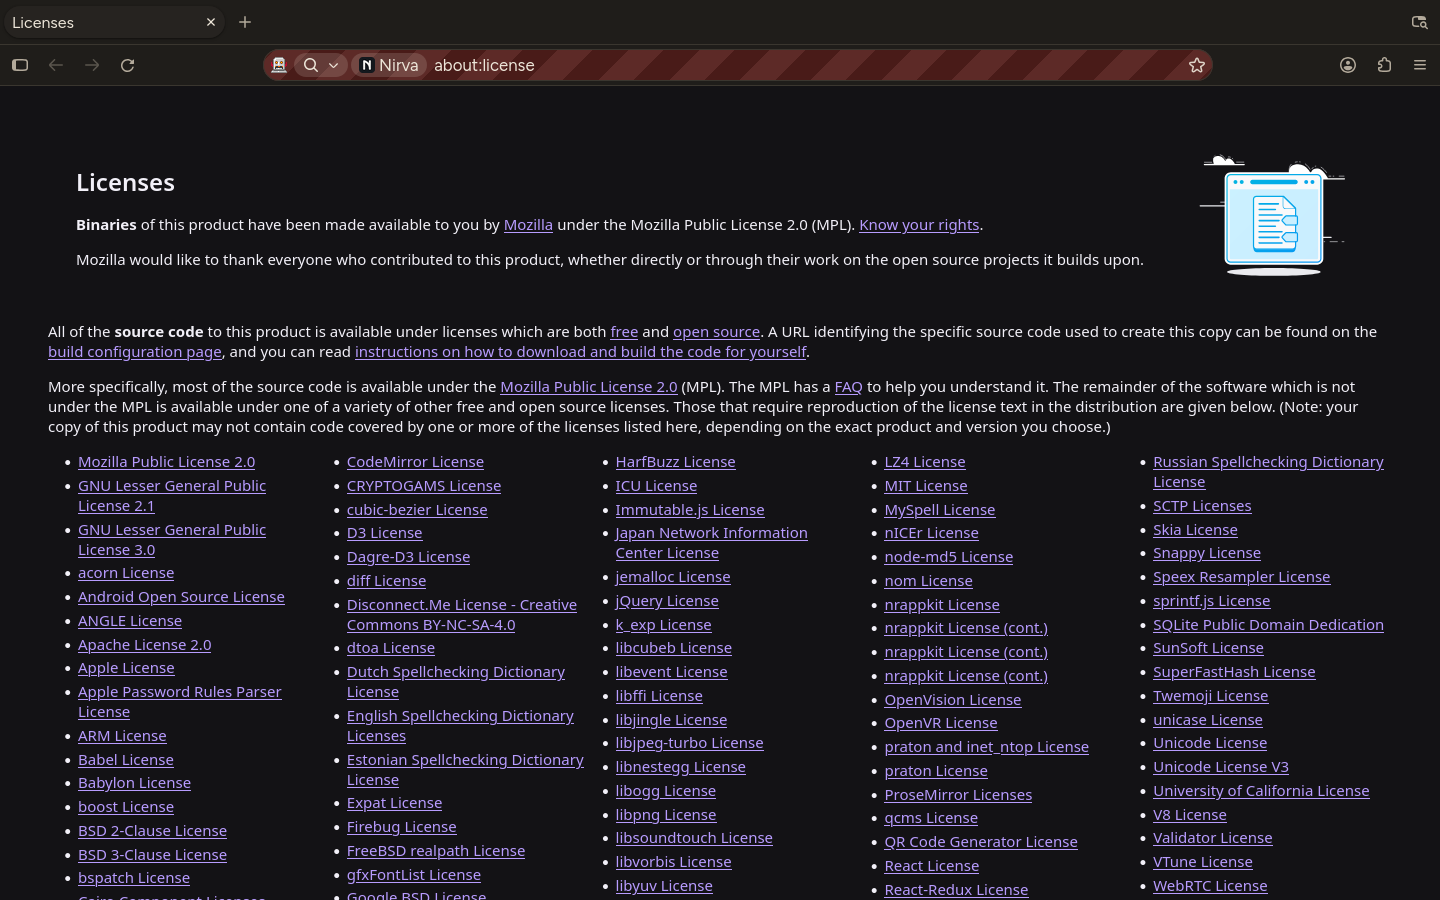 Licenses
Nirva
about:license
Licenses
Binaries of this product have been made available to you by Mozilla under the Mozilla Public License 2.0 (MPL). Know your rights.
Mozilla would like to thank everyone who contributed to this product, whether directly or through their work on the open source projects it builds upon.
All of the source code to this product is available under licenses which are both free and open source. A URL identifying the specific source code used to create this copy can be found on the
build configuration page, and you can read instructions on how to download and build the code for yourself.
More specifically, most of the source code is available under the Mozilla Public License 2.0 (MPL). The MPL has a FAQ to help you understand it. The remainder of the software which is not
under the MPL is available under one of a variety of other free and open source licenses. Those that require reproduction of the license text in the distribution are given below. (Note: your
copy of this product may not contain code covered by one or more of the licenses listed here, depending on the exact product and version you choose.)
Mozilla Public License 2.0
GNU Lesser General Public
License 2.1
GNU Lesser General Public
License 3.0
acorn License
Android Open Source License
ANGLE License
Apache License 2.0
Apple License
Apple Password Rules Parser
License
ARM License
Babel License
Babylon License
boost License
BSD 2-Clause License
BSD 3-Clause License
bspatch License
Cairo Component Licenses
CodeMirror License
CRYPTOGAMS License
cubic-bezier License
D3 License
Dagre-D3 License
diff License
Disconnect.Me License - Creative
Commons BY-NC-SA-4.0
dtoa License
Dutch Spellchecking Dictionary
License
English Spellchecking Dictionary
Licenses
Estonian Spellchecking Dictionary
License
Expat License
Firebug License
FreeBSD realpath License
gfxFontList License
Google BSD License
HarfBuzz License
ICU License
Immutable.js License
Japan Network Information
Center License
jemalloc License
jQuery License
k_exp License
libcubeb License
libevent License
libffi License
libjingle License
libjpeg-turbo License
libnestegg License
libogg License
libpng License
libsoundtouch License
libvorbis License
libyuv License
LZ4 License
MIT License
MySpell License
nICEr License
node-md5 License
nom License
nrappkit License
nrappkit License (cont.)
nrappkit License (cont.)
nrappkit License (cont.)
OpenVision License
OpenVR License
praton and inet_ntop License
praton License
ProseMirror Licenses
qcms License
QR Code Generator License
React License
React-Redux License
Russian Spellchecking Dictionary
License
SCTP Licenses
Skia License
Snappy License
Speex Resampler License
sprintf.js License
SQLite Public Domain Dedication
SunSoft License
SuperFastHash License
Twemoji License
unicase License
Unicode License
Unicode License V3
University of California License
V8 License
Validator License
VTune License
WebRTC License